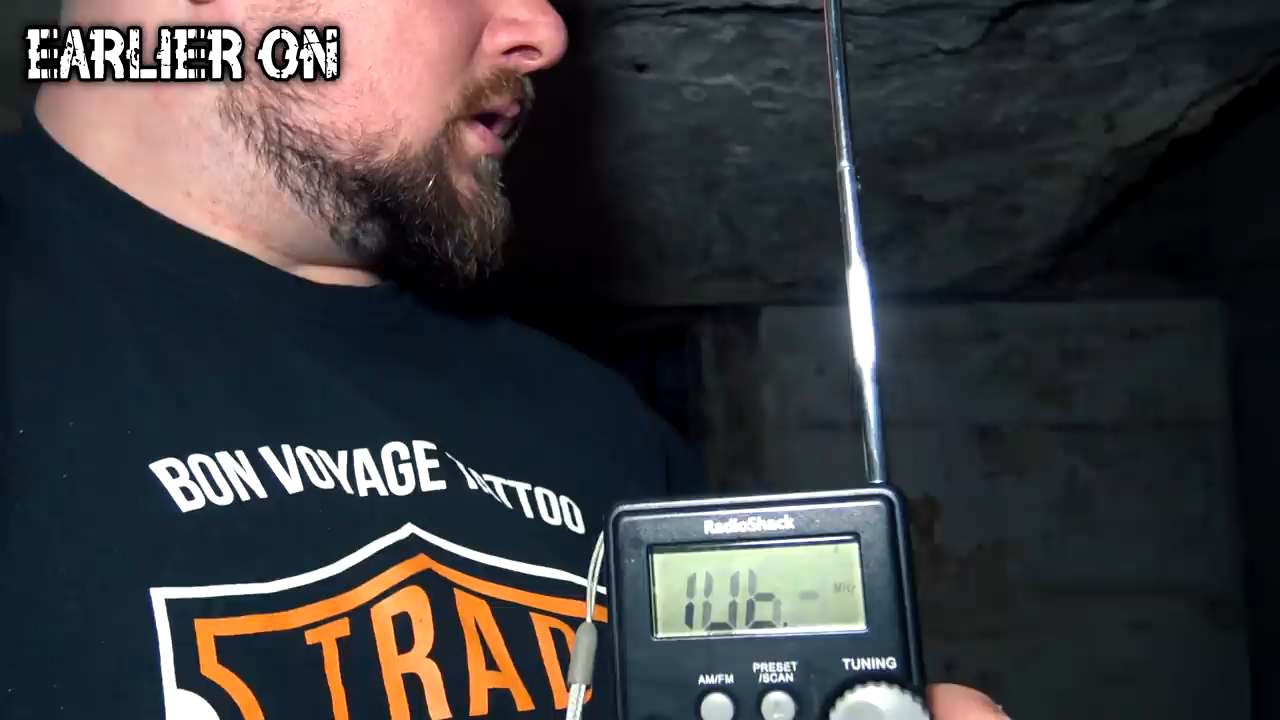 EARLIER ON
BON VOYAGE TATTOO
TRAD
RadioShack
MHz
AM/FM
PRESET
/SCAN
TUNING